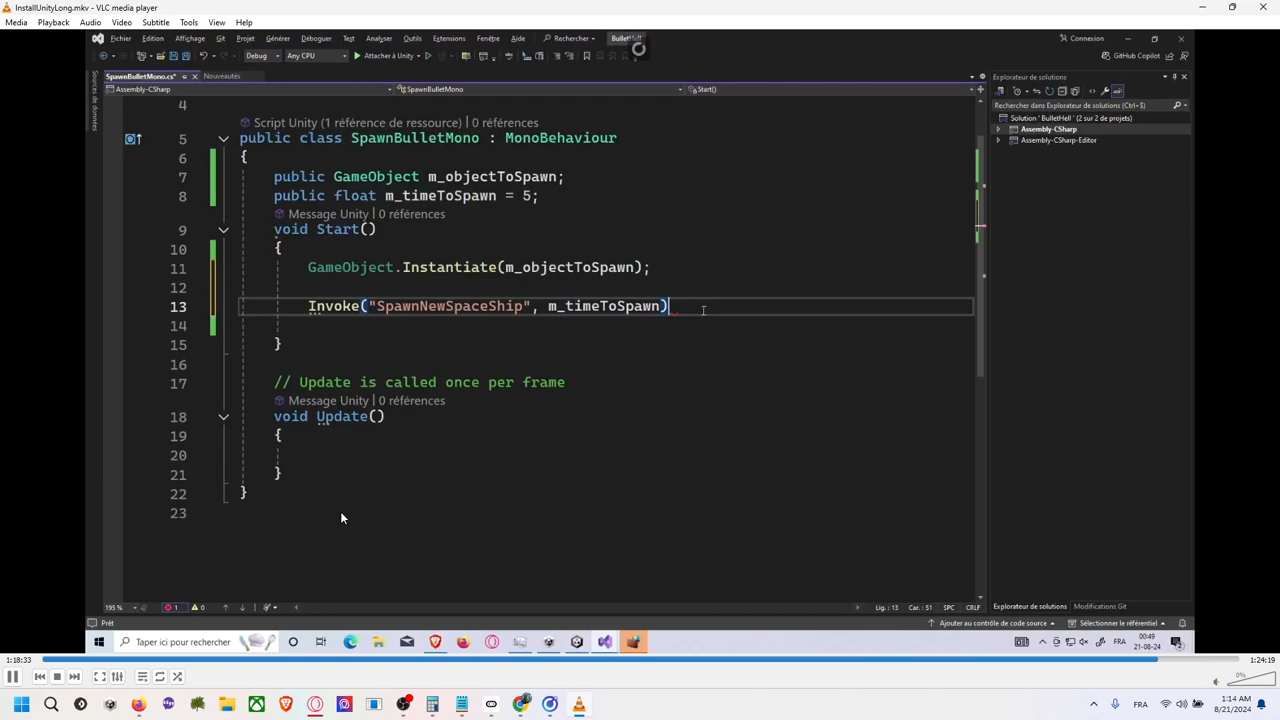 InstallUnityLong.mkv - VLC media player
Media Playback Audio Video Subtitle Tools View Help
Fichier Edition Affichage Git Projet Générer Déboguer Test Analyser Outils Extensions Fenêtre Aide Rechercher BulletHell Connexion
Debug Any CPU Attacher à Unity GitHub Copilot
SpawnBulletMono.cs* Nouveautés Explorateur de solutions
Assembly-CSharp SpawnBulletMono Start()
Sources de données
Rechercher dans Explorateur de solutions (Ctrl+$)
Solution 'BulletHell' (2 sur 2 de projets)
Assembly-CSharp
Assembly-CSharp-Editor
4
Script Unity (1 référence de ressource) | 0 références
5 public class SpawnBulletMono : MonoBehaviour
6 {
7 public GameObject m_objectToSpawn;
8 public float m_timeToSpawn = 5;
Message Unity | 0 références
9 void Start()
10 {
11 GameObject.Instantiate(m_objectToSpawn);
12
13 Invoke("SpawnNewSpaceShip", m_timeToSpawn)
14
15 }
16
17 // Update is called once per frame
Message Unity | 0 références
18 void Update()
19 {
20
21 }
22 }
23
195 % 1 0 Lig. : 13 Car. : 51 SPC CRLF
Explorateur de solutions Modifications Git
Prêt Ajouter au contrôle de code source Sélectionner le référentiel
Taper ici pour rechercher FRA 00:49
21-08-24
1:18:33 1:24:19
0%
FRA 1:14 AM
8/21/2024